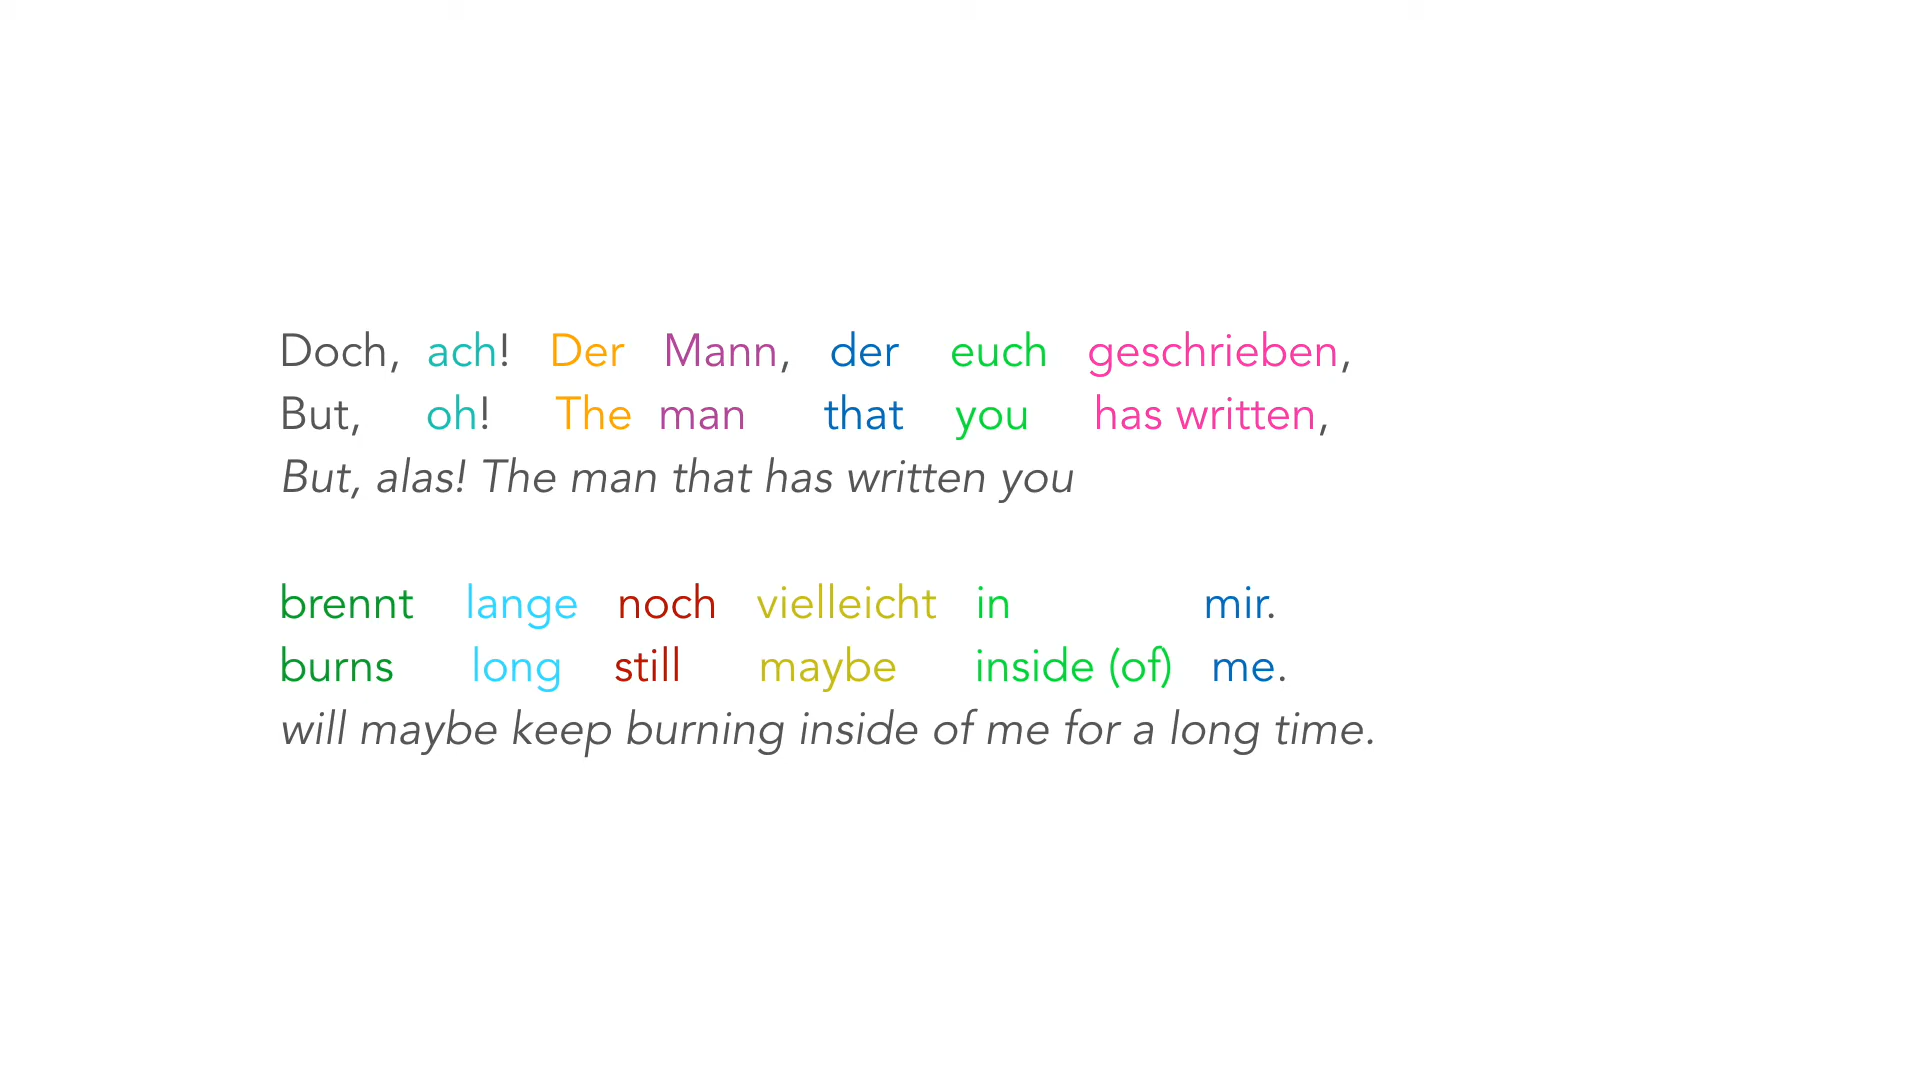 Doch, ach! Der Mann, der euch geschrieben,
But, oh! The man that you has written,
But, alas! The man that has written you
brennt lange noch vielleicht in mir.
burns long still maybe inside (of) me.
will maybe keep burning inside of me for a long time.